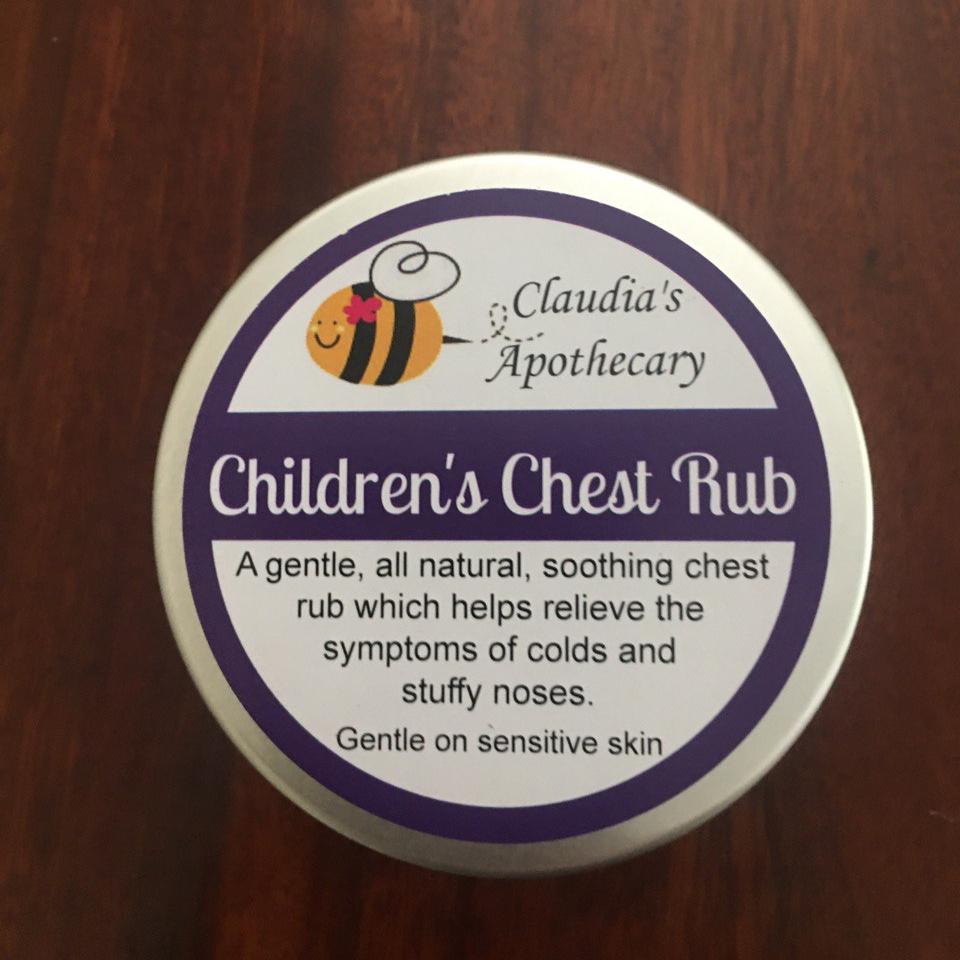 Claudia's
Apothecary
Children's Chest Rub
A gentle, all natural, soothing chest
rub which helps relieve the
symptoms of colds and
stuffy noses.
Gentle on sensitive skin